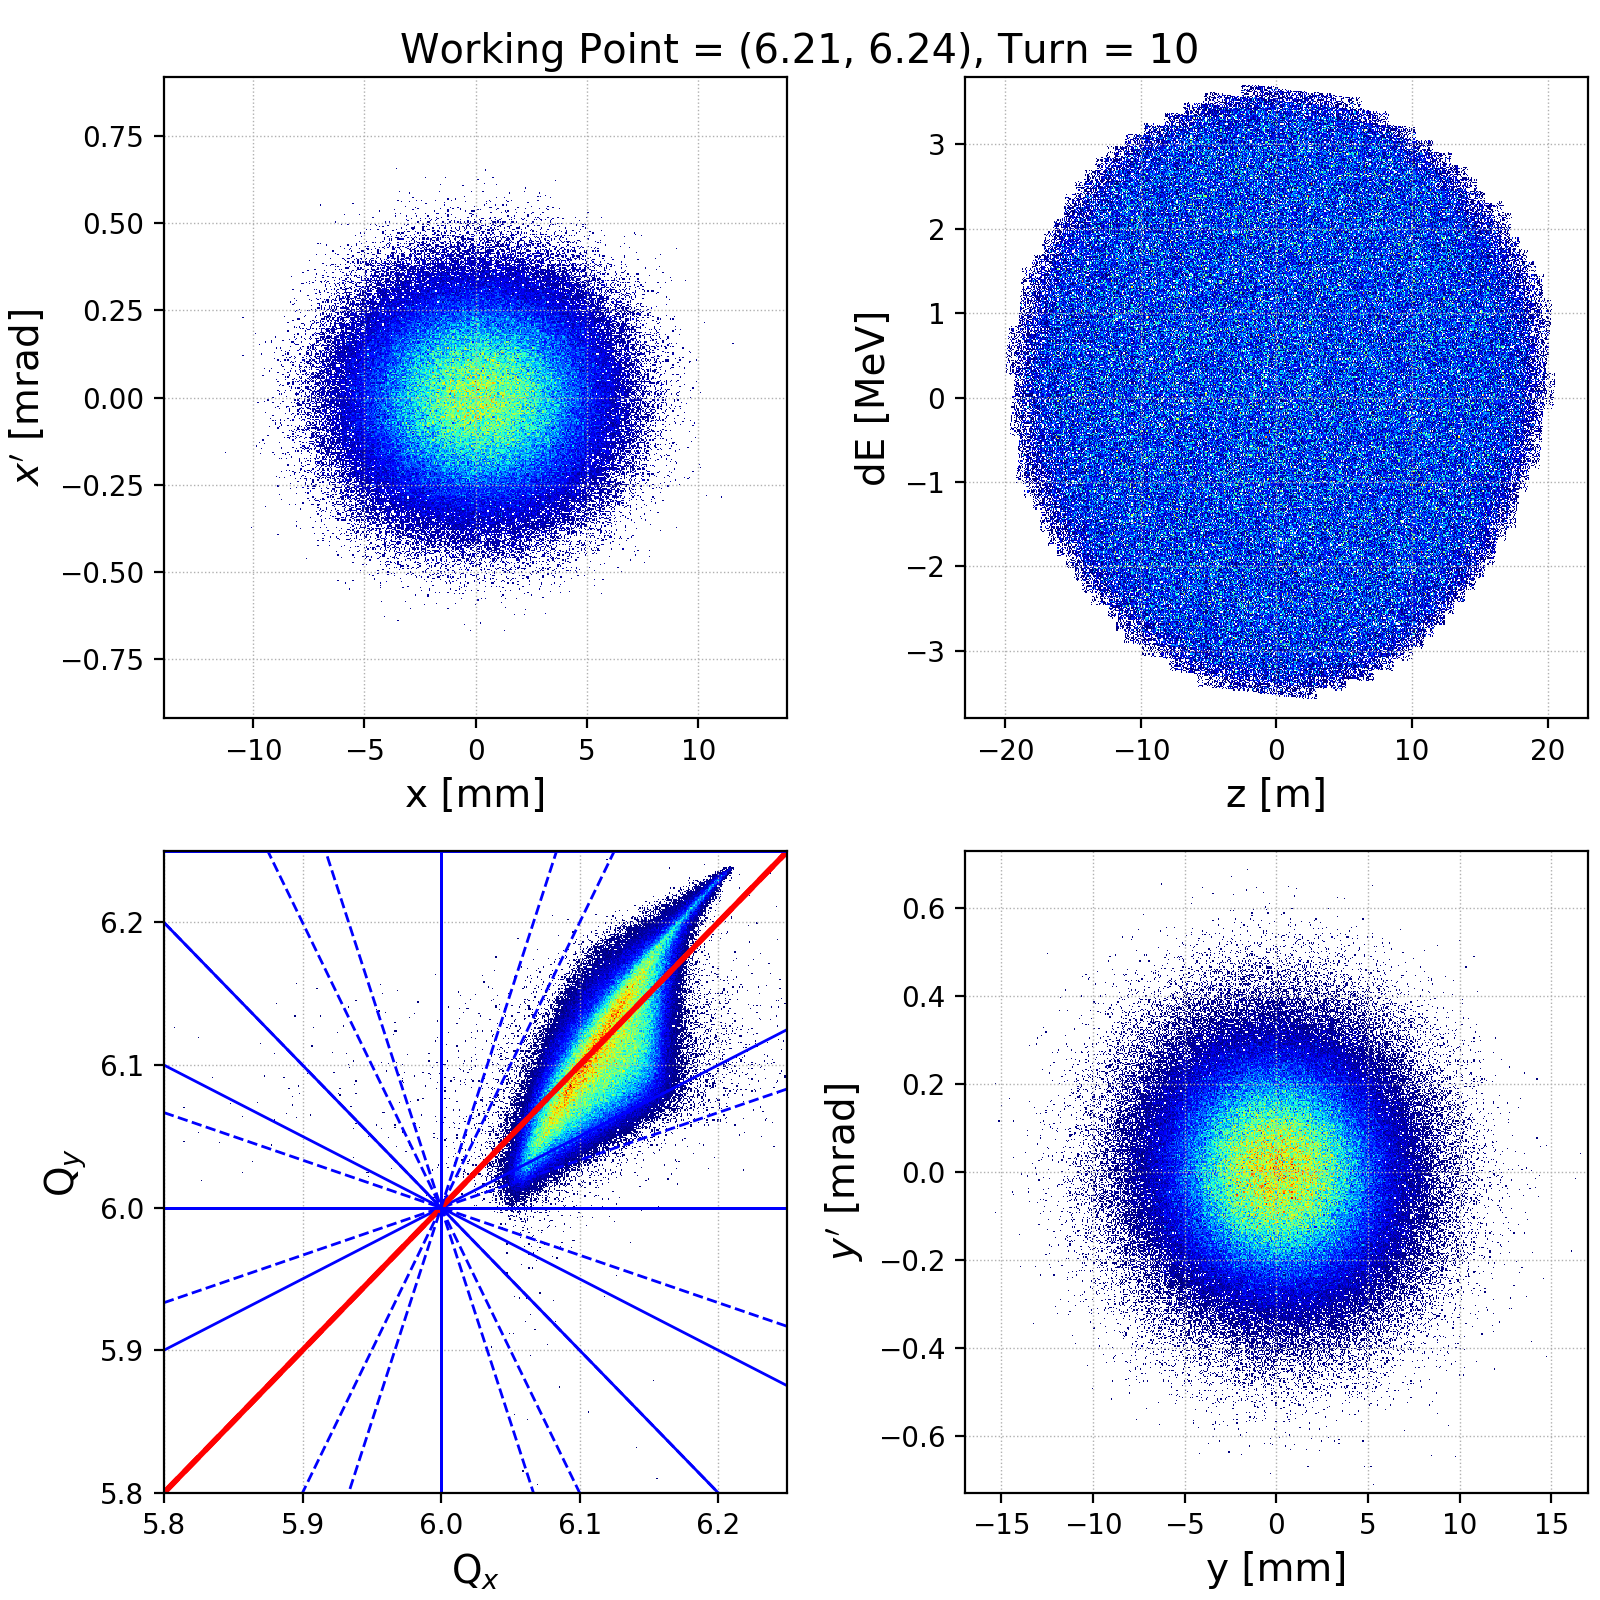 Working Point = (6.21, 6.24), Turn = 10
0.75
0.50
0.25
0.00
−0.25
−0.50
−0.75
x′ [mrad]
−10 −5 0 5 10
x [mm]
3
2
1
0
−1
−2
−3
dE [MeV]
−20 −10 0 10 20
z [m]
6.2
6.1
6.0
5.9
5.8
Qy
5.8 5.9 6.0 6.1 6.2
Qx
0.6
0.4
0.2
0.0
−0.2
−0.4
−0.6
y′ [mrad]
−15 −10 −5 0 5 10 15
y [mm]